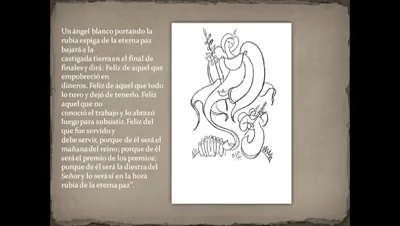 Un ángel blanco portando la
rubia espiga de la eterna paz
bajará a la
castigada tierra en el final de
finales y dirá: Feliz de aquel que
empobreció en
dineros. Feliz de aquel que todo
lo tuvo y dejó de tenerlo. Feliz
aquel que no
conoció el trabajo y lo abrazó
luego para subsistir. Feliz del
que fue servido y
debe servir, porque de él será el
mañana del reino; porque de él
será el premio de los premios;
porque de él será la diestra del
Señor y lo será así en la hora
rubia de la eterna paz”.